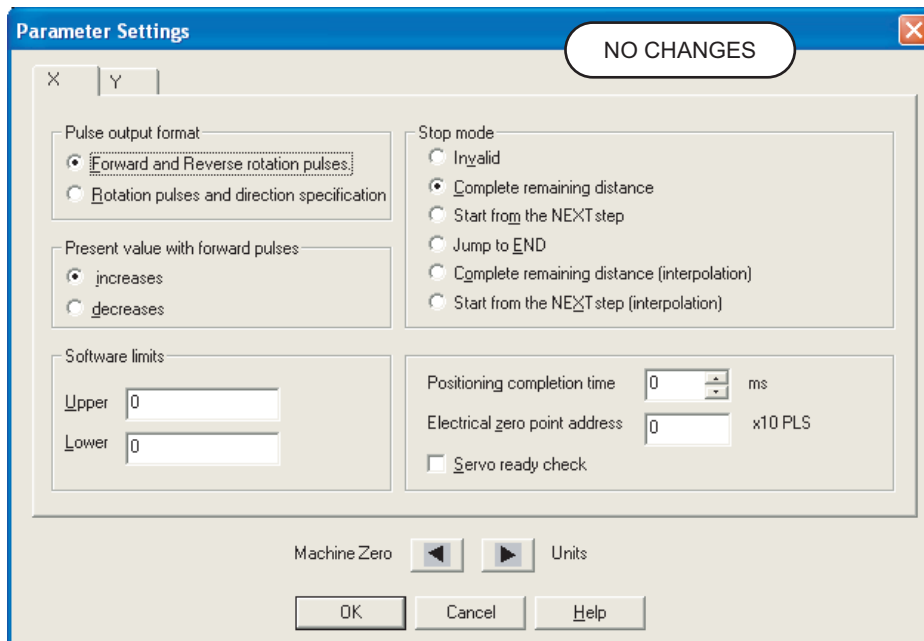 Parameter Settings
NO CHANGES
X
Y
Pulse output format
Forward and Reverse rotation pulses.
Rotation pulses and direction specification
Present value with forward pulses
increases
decreases
Software limits
Upper
0
Lower
0
Stop mode
Invalid
Complete remaining distance
Start from the NEXT step
Jump to END
Complete remaining distance (interpolation)
Start from the NEXT step (interpolation)
Positioning completion time 0 ms
Electrical zero point address 0 x10 PLS
Servo ready check
Machine Zero Units
OK Cancel Help